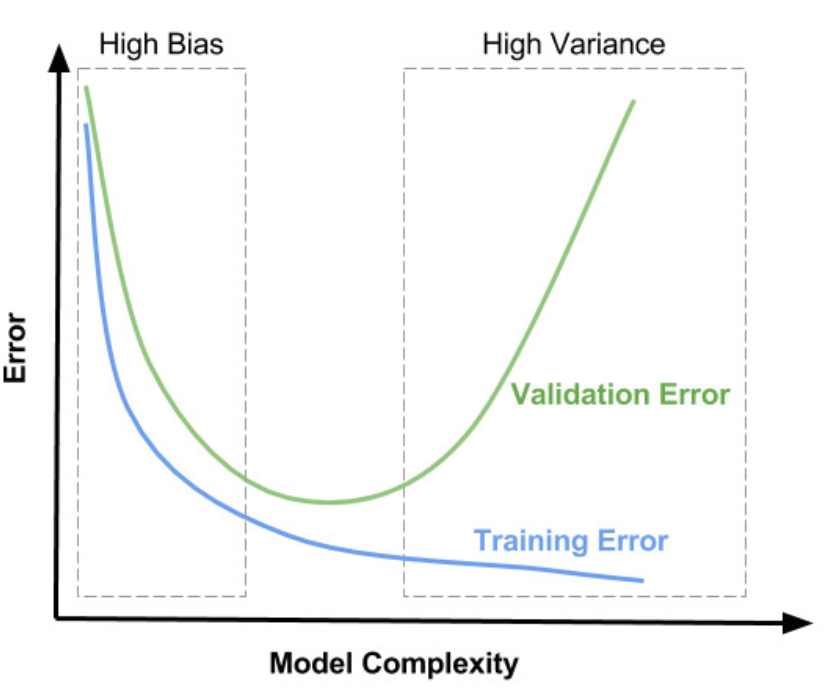 High Bias
High Variance
Error
Validation Error
Training Error
Model Complexity